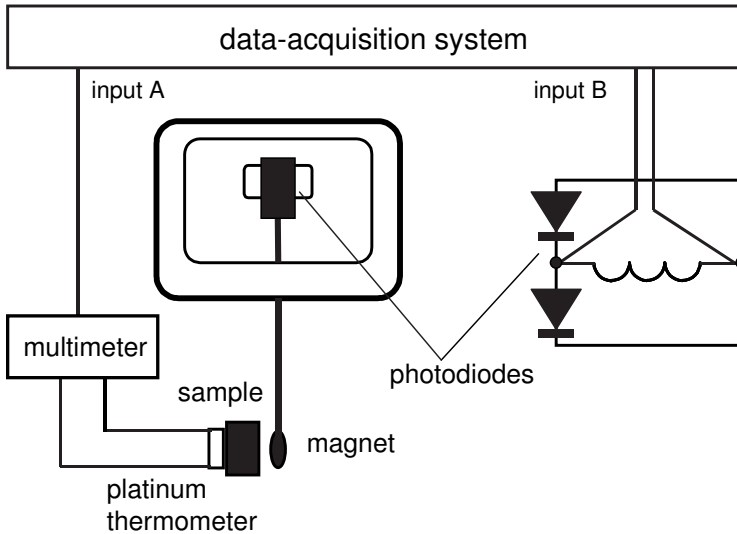 data-acquisition system
input A
input B
multimeter
photodiodes
sample
magnet
platinum
thermometer